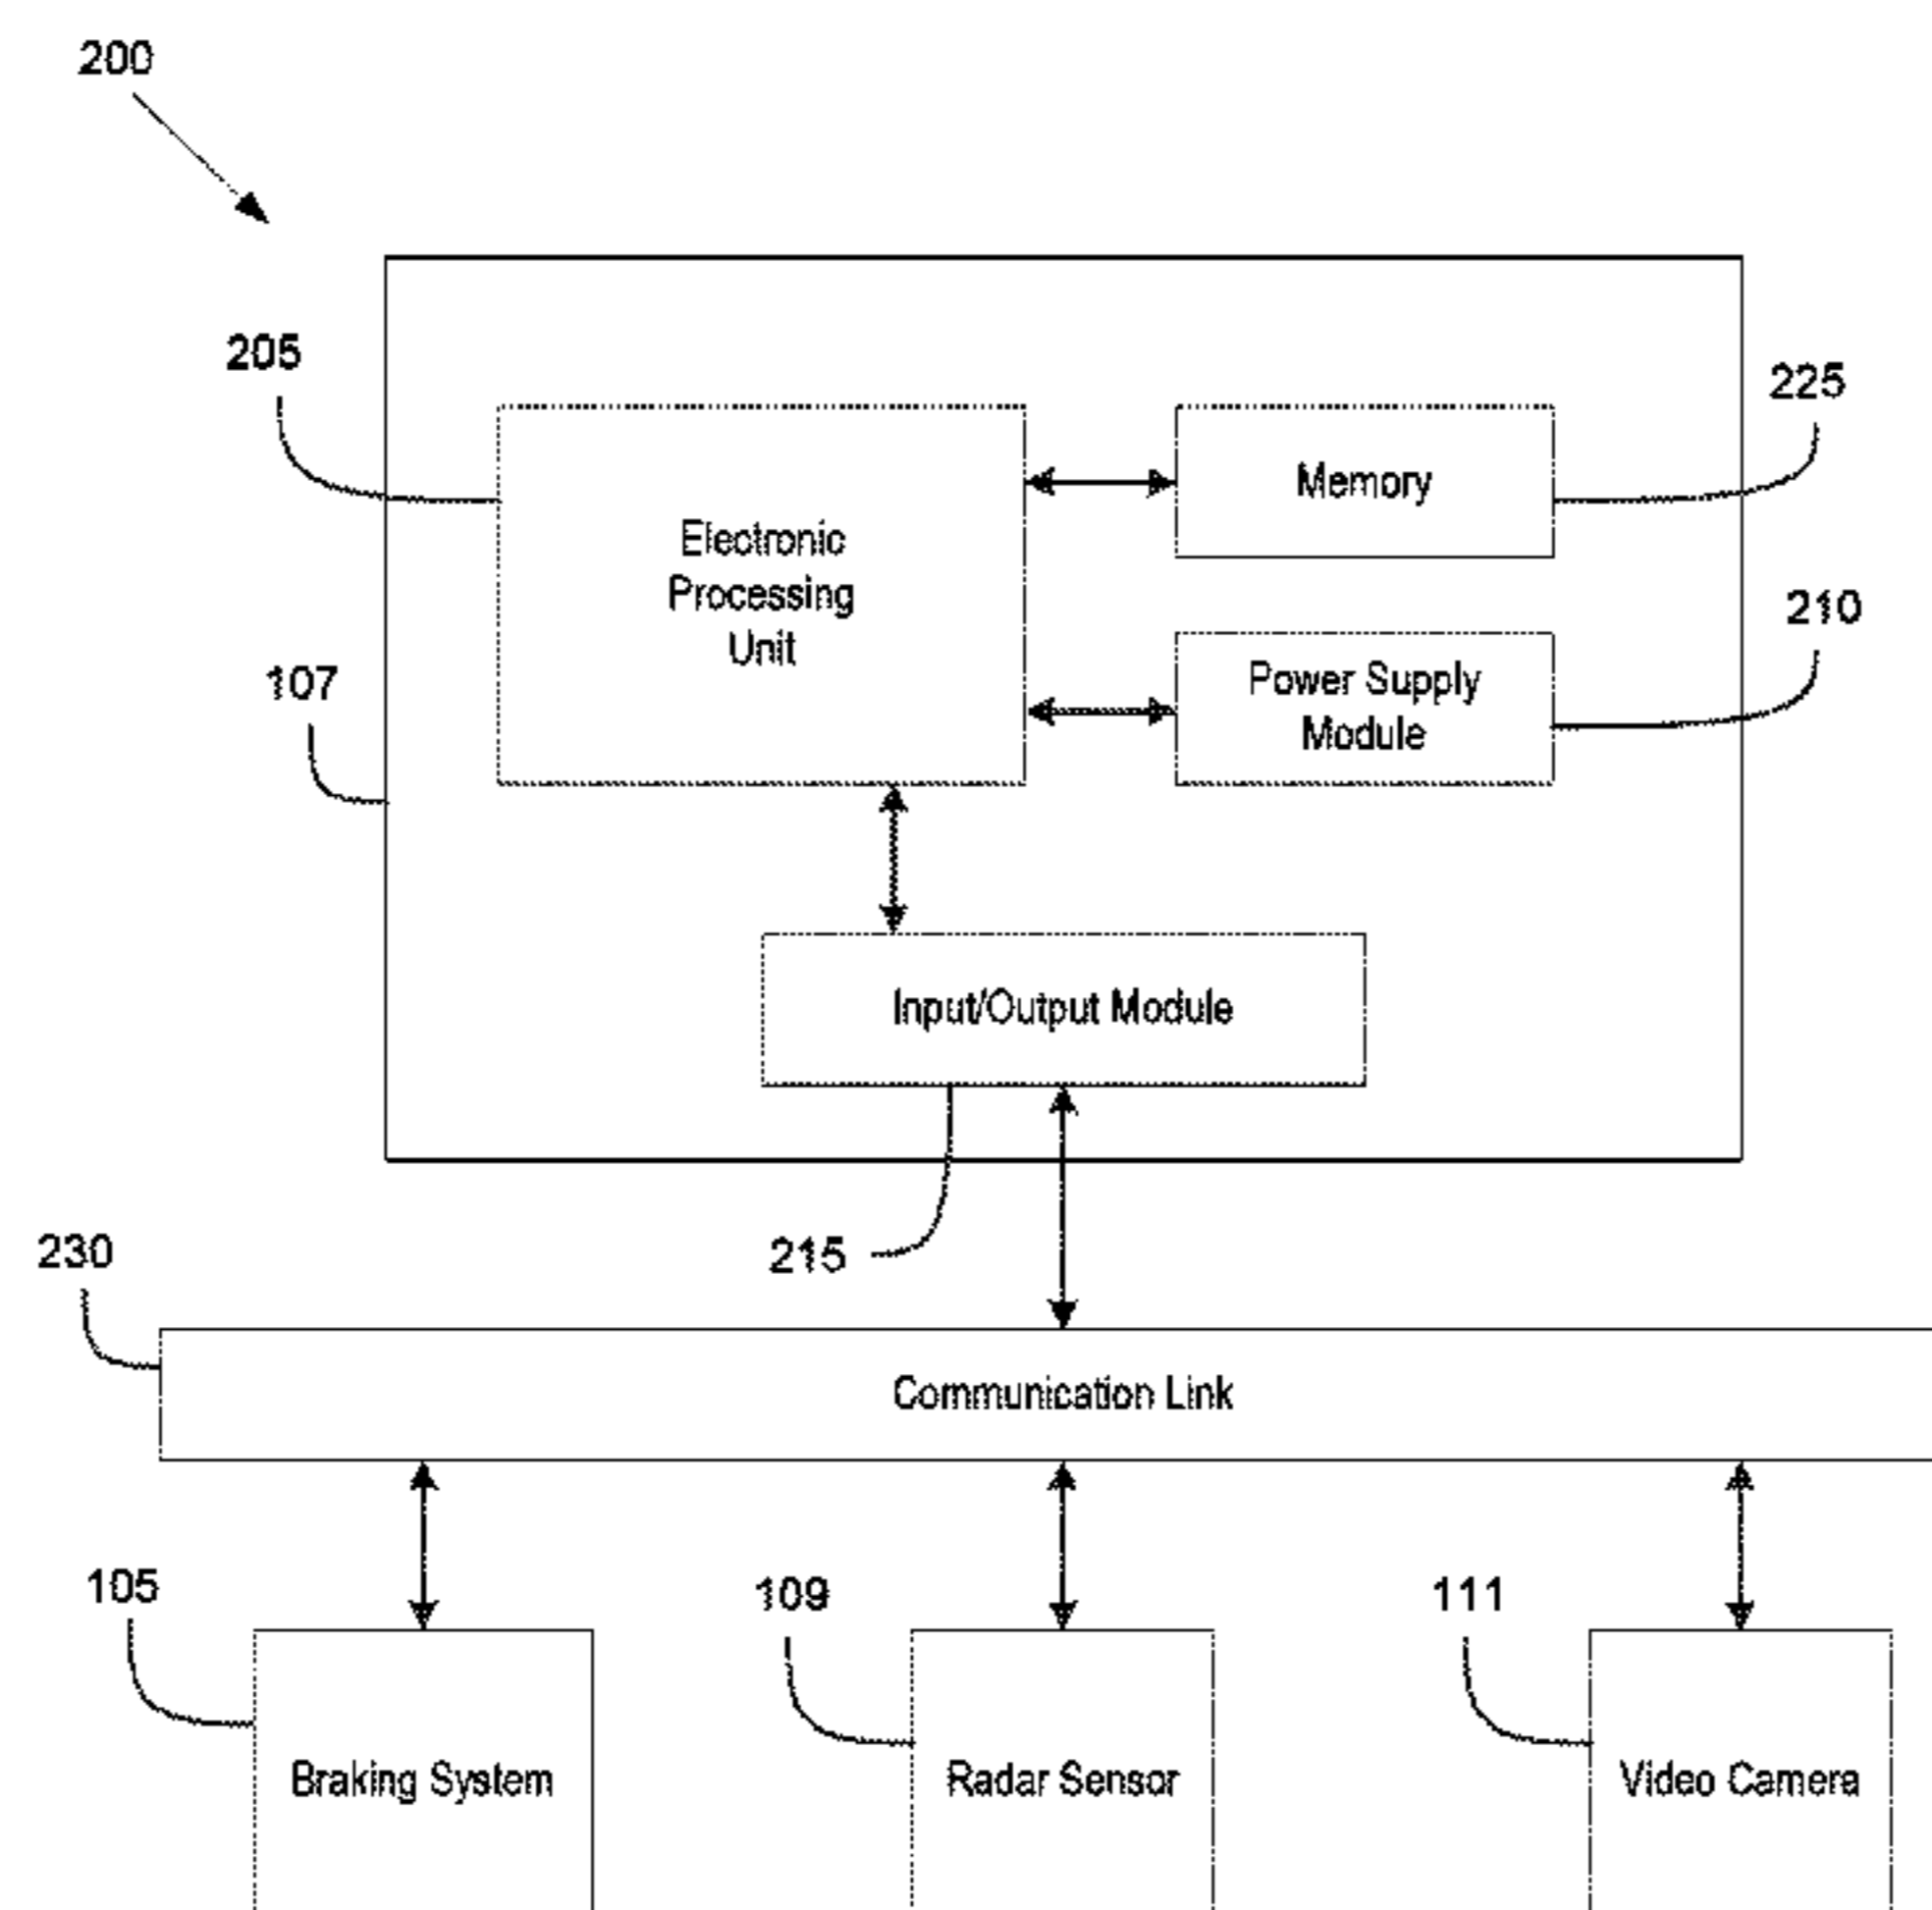 200
205
225
Memory
Electronic
Processing
Unit
210
Power Supply
Module
107
Input/Output Module
215
230
Communication Link
105
109
111
Braking System
Radar Sensor
Video Camera